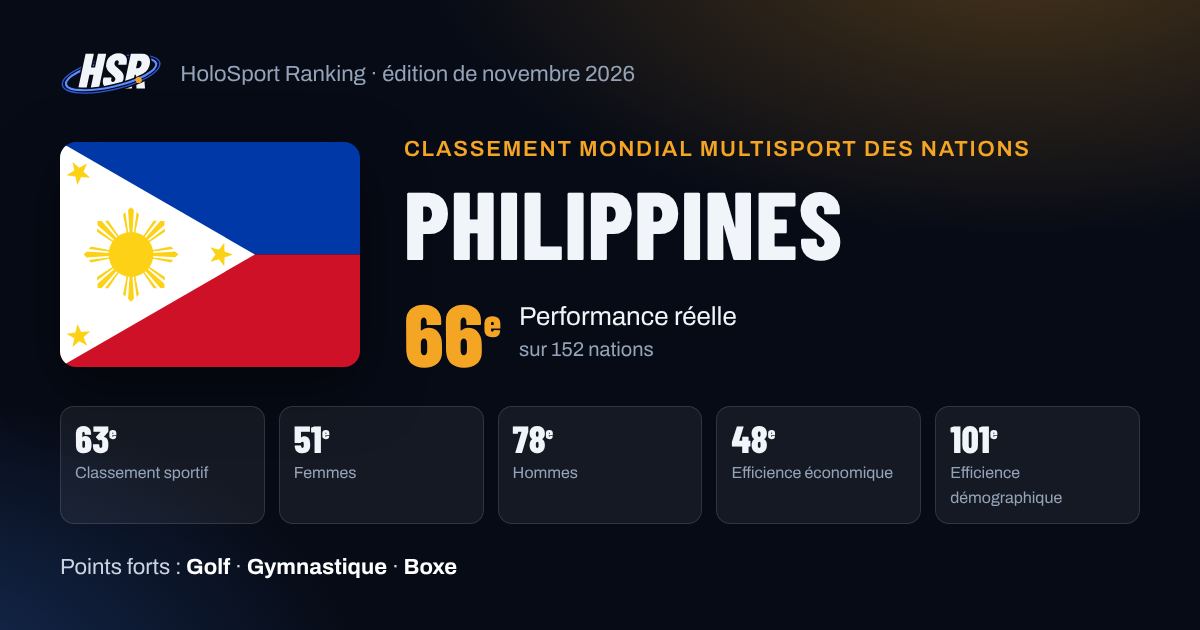 HSR
HoloSport Ranking · édition de novembre 2026
CLASSEMENT MONDIAL MULTISPORT DES NATIONS
PHILIPPINES
66e
Performance réelle
sur 152 nations
63e
Classement sportif
51e
Femmes
78e
Hommes
48e
Efficience économique
101e
Efficience
démographique
Points forts : Golf · Gymnastique · Boxe